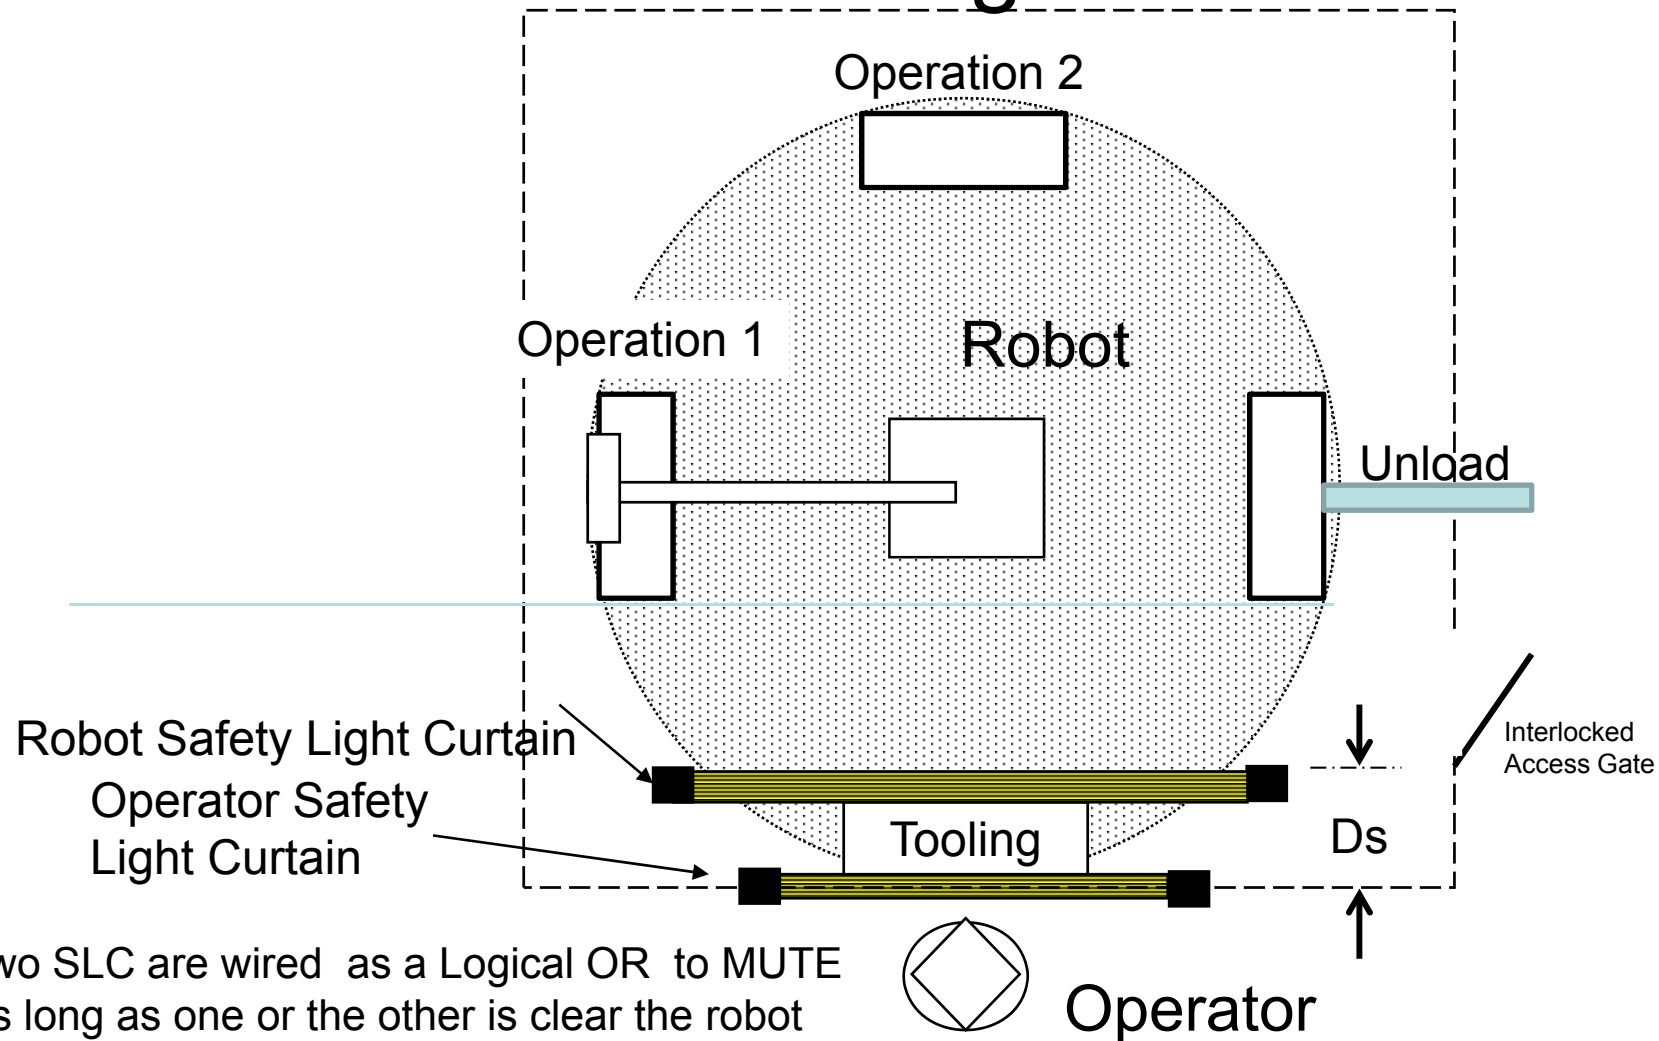 Operation 2
Operation 1
Robot
Unload
Robot Safety Light Curtain
Interlocked
Access Gate
Operator Safety
Light Curtain
Tooling
Ds
SLC are wired as a Logical OR to MUTE
long as one or the other is clear the robot
Operator